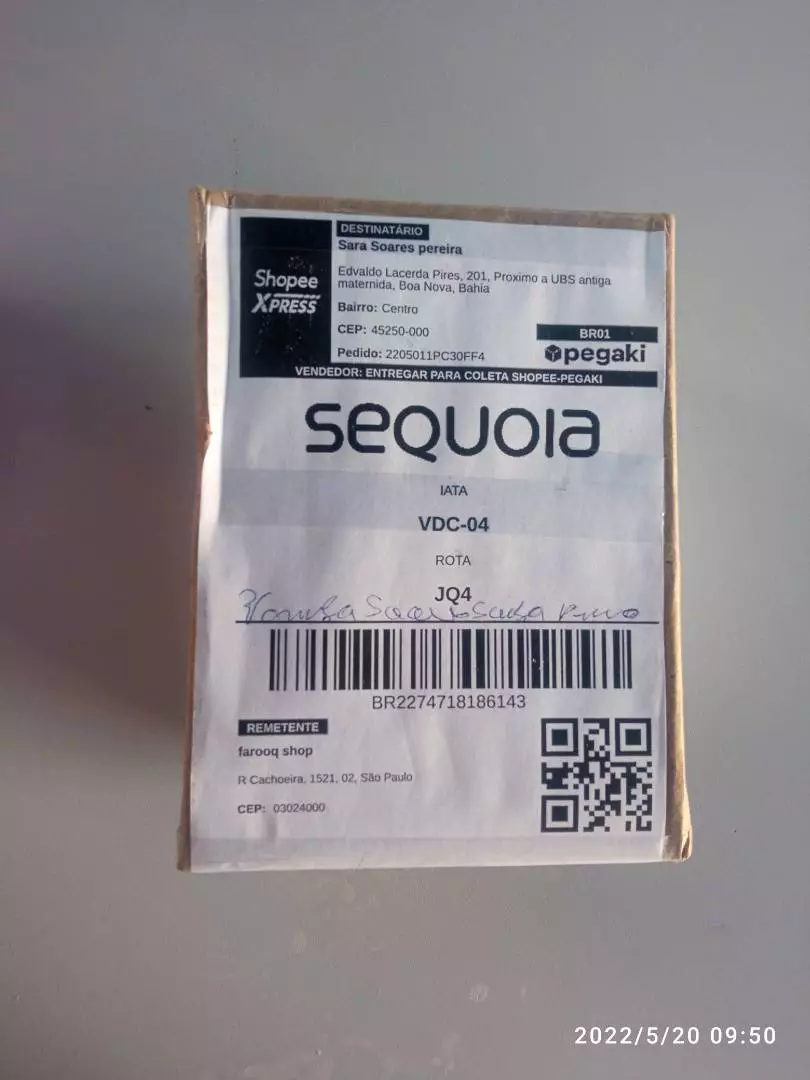 DESTINATÁRIO
Sara Soares pereira
Shopee
XPRESS
Edvaldo Lacerda Pires, 201, Proximo a UBS antiga
maternida, Boa Nova, Bahia
Bairro: Centro
CEP: 45250-000
BR01
Pedido: 2205011PC30FF4
pegaki
VENDEDOR: ENTREGAR PARA COLETA SHOPEE-PEGAKI
sequoia
IATA
VDC-04
ROTA
JQ4
BR2274718186143
REMETENTE
farooq shop
R Cachoeira, 1521, 02, São Paulo
CEP: 03024000
2022/5/20 09:50